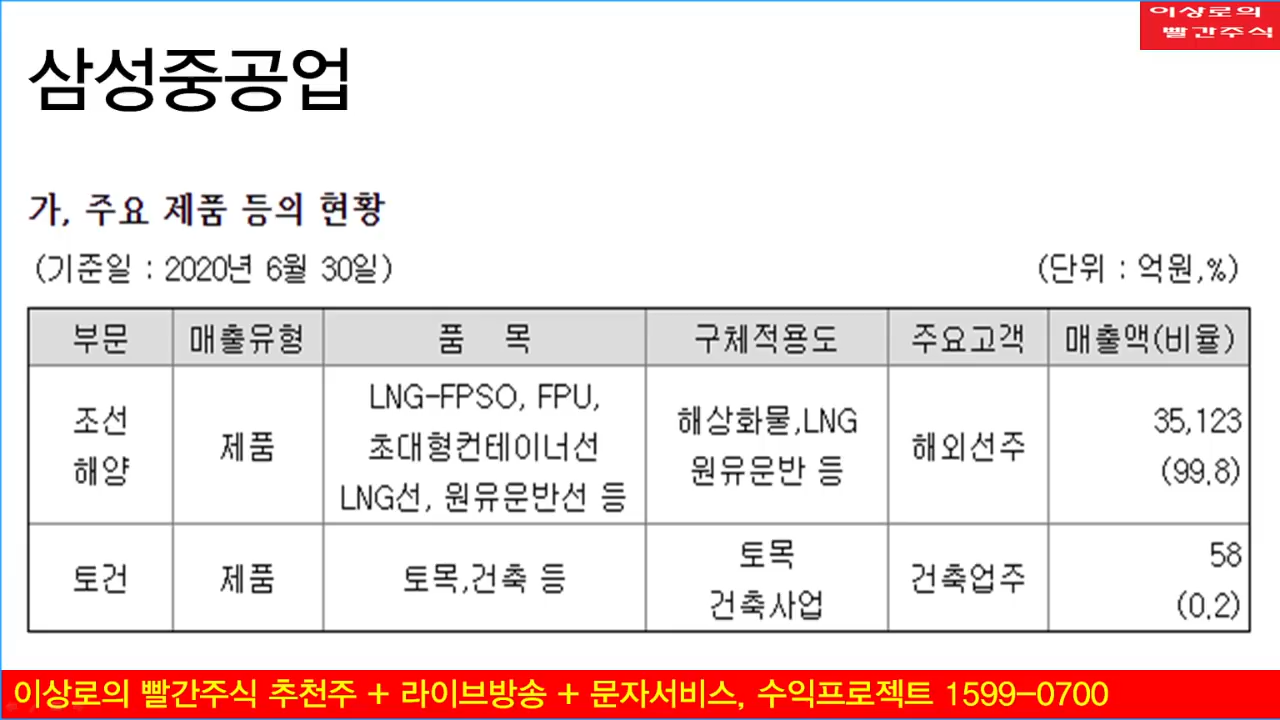 이상로의
빨간주식
삼성중공업
가, 주요 제품 등의 현황
(기준일 : 2020년 6월 30일)
(단위 : 억원,%)
부문 매출유형 품 목 구체적용도 주요고객 매출액(비율)
조선
해양
제품
LNG-FPSO, FPU,
초대형컨테이너선
LNG선, 원유운반선 등
해상화물,LNG
원유운반 등
해외선주
35,123
(99.8)
토건
제품
토목,건축 등
토목
건축사업
건축업주
58
(0.2)
이상로의 빨간주식 추천주 + 라이브방송 + 문자서비스, 수익프로젝트 1599-0700